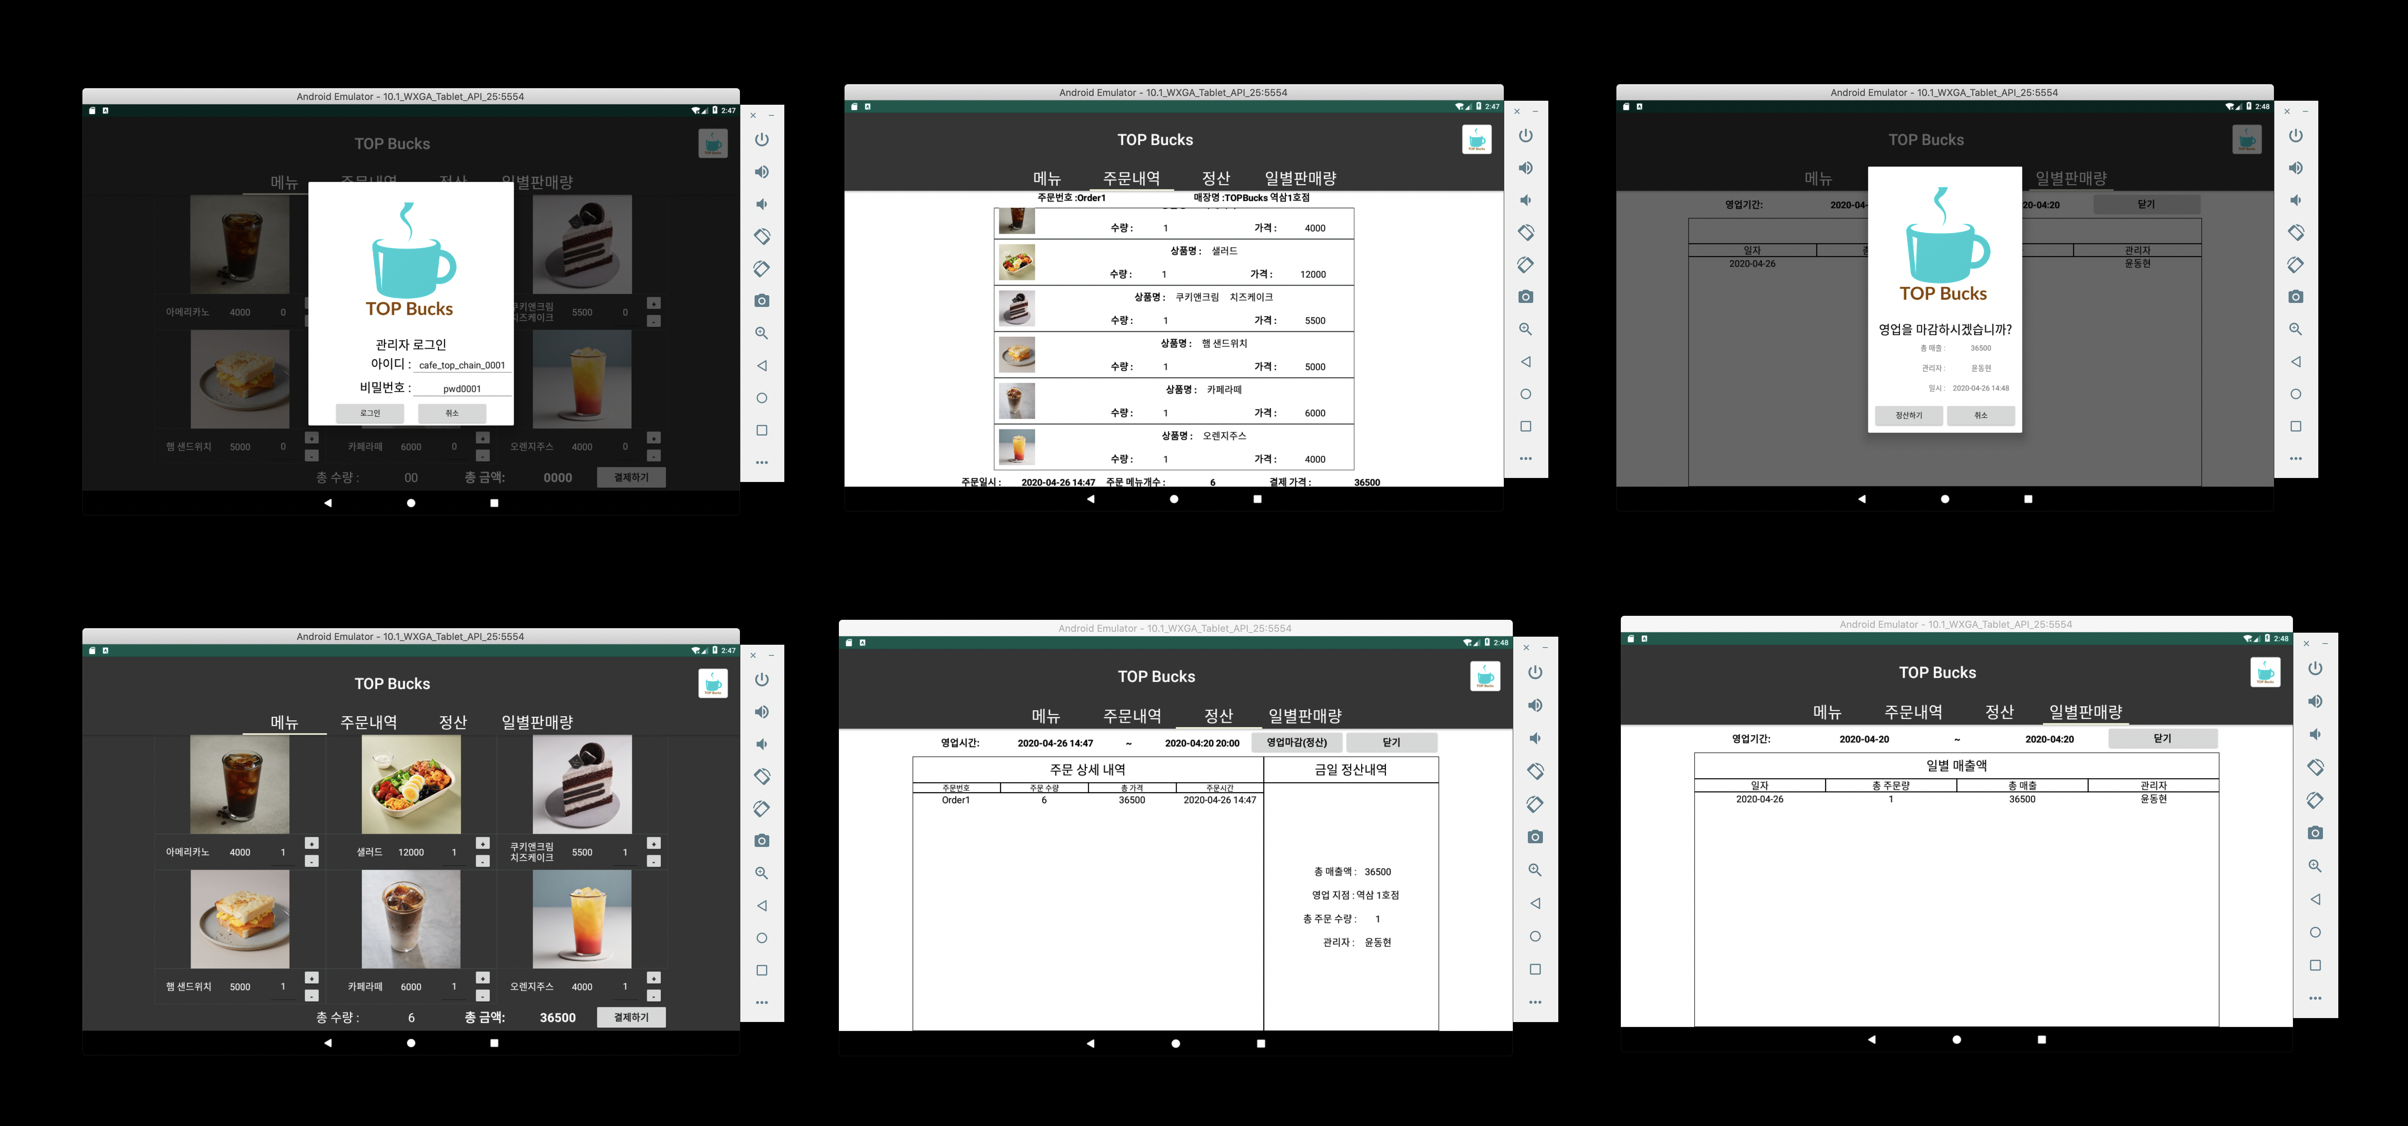 Android Emulator - 10.1_WXGA_Tablet_API_25:5554
2:47
TOP Bucks
메뉴 주문내역 정산 일별판매량
TOP Bucks
관리자 로그인
아이디 : cafe_top_chain_0001
비밀번호 : pwd0001
로그인 취소
아메리카노 4000 0 + 쿠키앤크림 치즈케이크 5500 0 + -
햄 샌드위치 5000 0 + - 카페라떼 6000 0 + - 오렌지주스 4000 0 + -
총 수량 : 00 총 금액: 0000 결제하기
Android Emulator - 10.1_WXGA_Tablet_API_25:5554
2:47
TOP Bucks
메뉴 주문내역 정산 일별판매량
주문번호 :Order1 매장명 :TOPBucks 역삼1호점
수량 : 1 가격 : 4000
상품명 : 샐러드
수량 : 1 가격 : 12000
상품명 : 쿠키앤크림 치즈케이크
수량 : 1 가격 : 5500
상품명 : 햄 샌드위치
수량 : 1 가격 : 5000
상품명 : 카페라떼
수량 : 1 가격 : 6000
상품명 : 오렌지주스
수량 : 1 가격 : 4000
주문일시 : 2020-04-26 14:47 주문 메뉴개수 : 6 결제 가격 : 36500
Android Emulator - 10.1_WXGA_Tablet_API_25:5554
2:48
TOP Bucks
메뉴 일별판매량
영업기간: 2020-04- 20-04:20 닫기
일자 총 관리자
2020-04-26 윤동현
TOP Bucks
영업을 마감하시겠습니까?
총 매출 : 36500
관리자 : 윤동현
일시 : 2020-04-26 14:48
정산하기 취소
Android Emulator - 10.1_WXGA_Tablet_API_25:5554
2:47
TOP Bucks
TOP Bucks
메뉴 주문내역 정산 일별판매량
아메리카노 4000 1 + - 샐러드 12000 1 + - 쿠키앤크림 치즈케이크 5500 1 + -
햄 샌드위치 5000 1 + - 카페라떼 6000 1 + - 오렌지주스 4000 1 + -
총 수량 : 6 총 금액: 36500 결제하기
Android Emulator - 10.1_WXGA_Tablet_API_25:5554
2:48
TOP Bucks
TOP Bucks
메뉴 주문내역 정산 일별판매량
영업시간: 2020-04-26 14:47 ~ 2020-04:20 20:00 영업마감(정산) 닫기
주문 상세 내역 금일 정산내역
주문번호 주문 수량 총 가격 주문시간
Order1 6 36500 2020-04-26 14:47
총 매출액 : 36500
영업 지점 : 역삼 1호점
총 주문 수량 : 1
관리자 : 윤동현
Android Emulator - 10.1_WXGA_Tablet_API_25:5554
2:48
TOP Bucks
TOP Bucks
메뉴 주문내역 정산 일별판매량
영업기간: 2020-04-20 ~ 2020-04:20 닫기
일별 매출액
일자 총 주문량 총 매출 관리자
2020-04-26 1 36500 윤동현